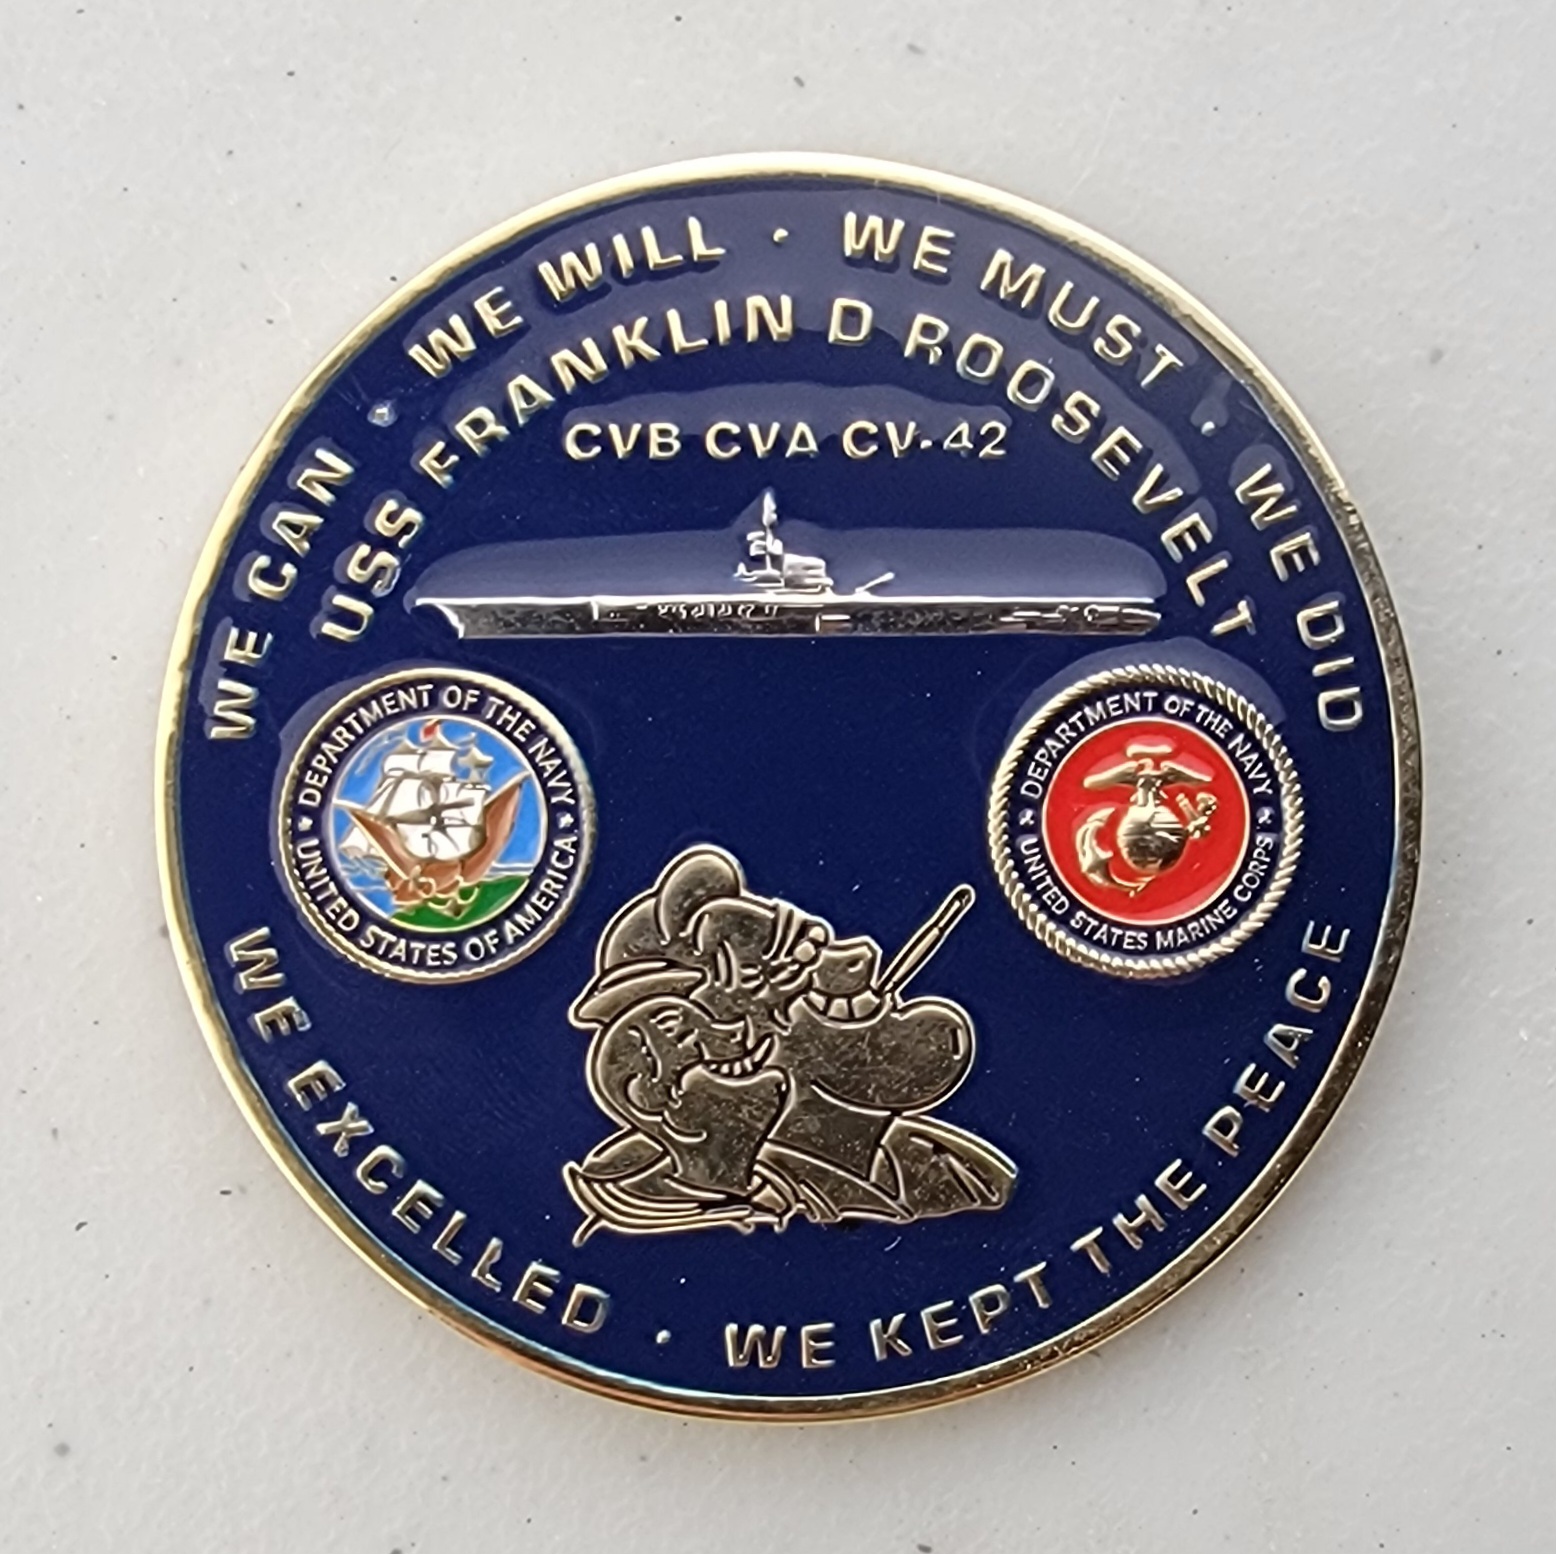 WE CAN · WE WILL · WE MUST · WE DID
USS FRANKLIN D ROOSEVELT
CVB CVA CV-42
DEPARTMENT OF THE NAVY
UNITED STATES OF AMERICA
DEPARTMENT OF THE NAVY
UNITED STATES MARINE CORPS
WE EXCELLED · WE KEPT THE PEACE